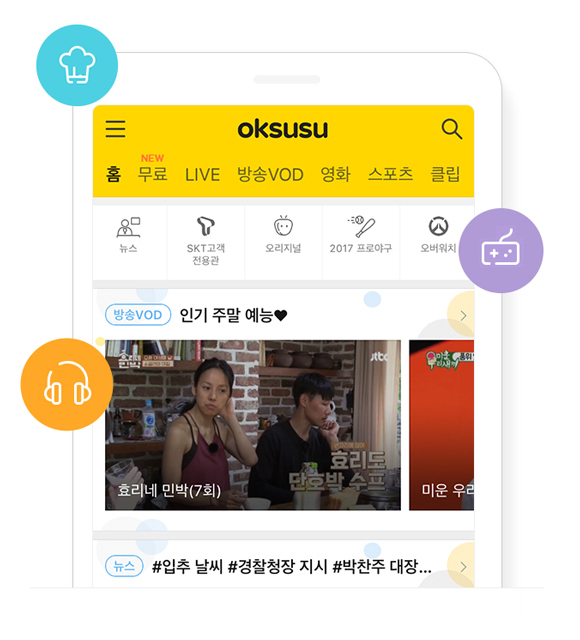 oksusu
NEW
홈 무료 LIVE 방송VOD 영화 스포츠 클립
뉴스
SKT고객
전용관
오리지널
2017 프로야구
오버워치
방송VOD 인기 주말 예능♥
jtbc
효리도
단호박 수프
효리네 민박(7회)
미운 우리
뉴스 #입추 날씨 #경찰청장 지시 #박찬주 대장...